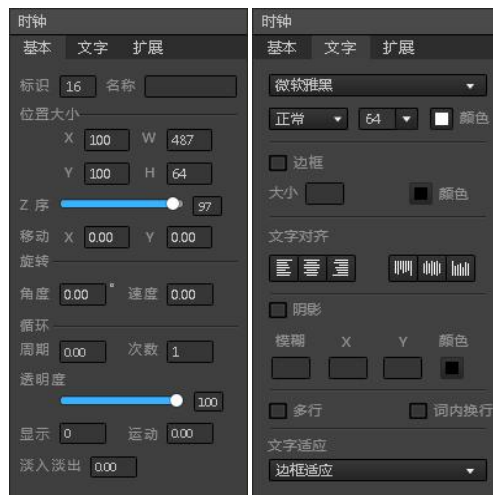 时钟
基本 文字 扩展
标识 16 名称
位置大小
X 100 W 487
Y 100 H 64
Z 序 97
移动 X 0.00 Y 0.00
旋转
角度 0.00 ° 速度 0.00
循环
周期 0.00 次数 1
透明度
100
显示 0 运动 0.00
淡入淡出 0.00
时钟
基本 文字 扩展
微软雅黑
正常 64 颜色
边框
大小 颜色
文字对齐
阴影
模糊 X Y 颜色
多行 词内换行
文字适应
边框适应